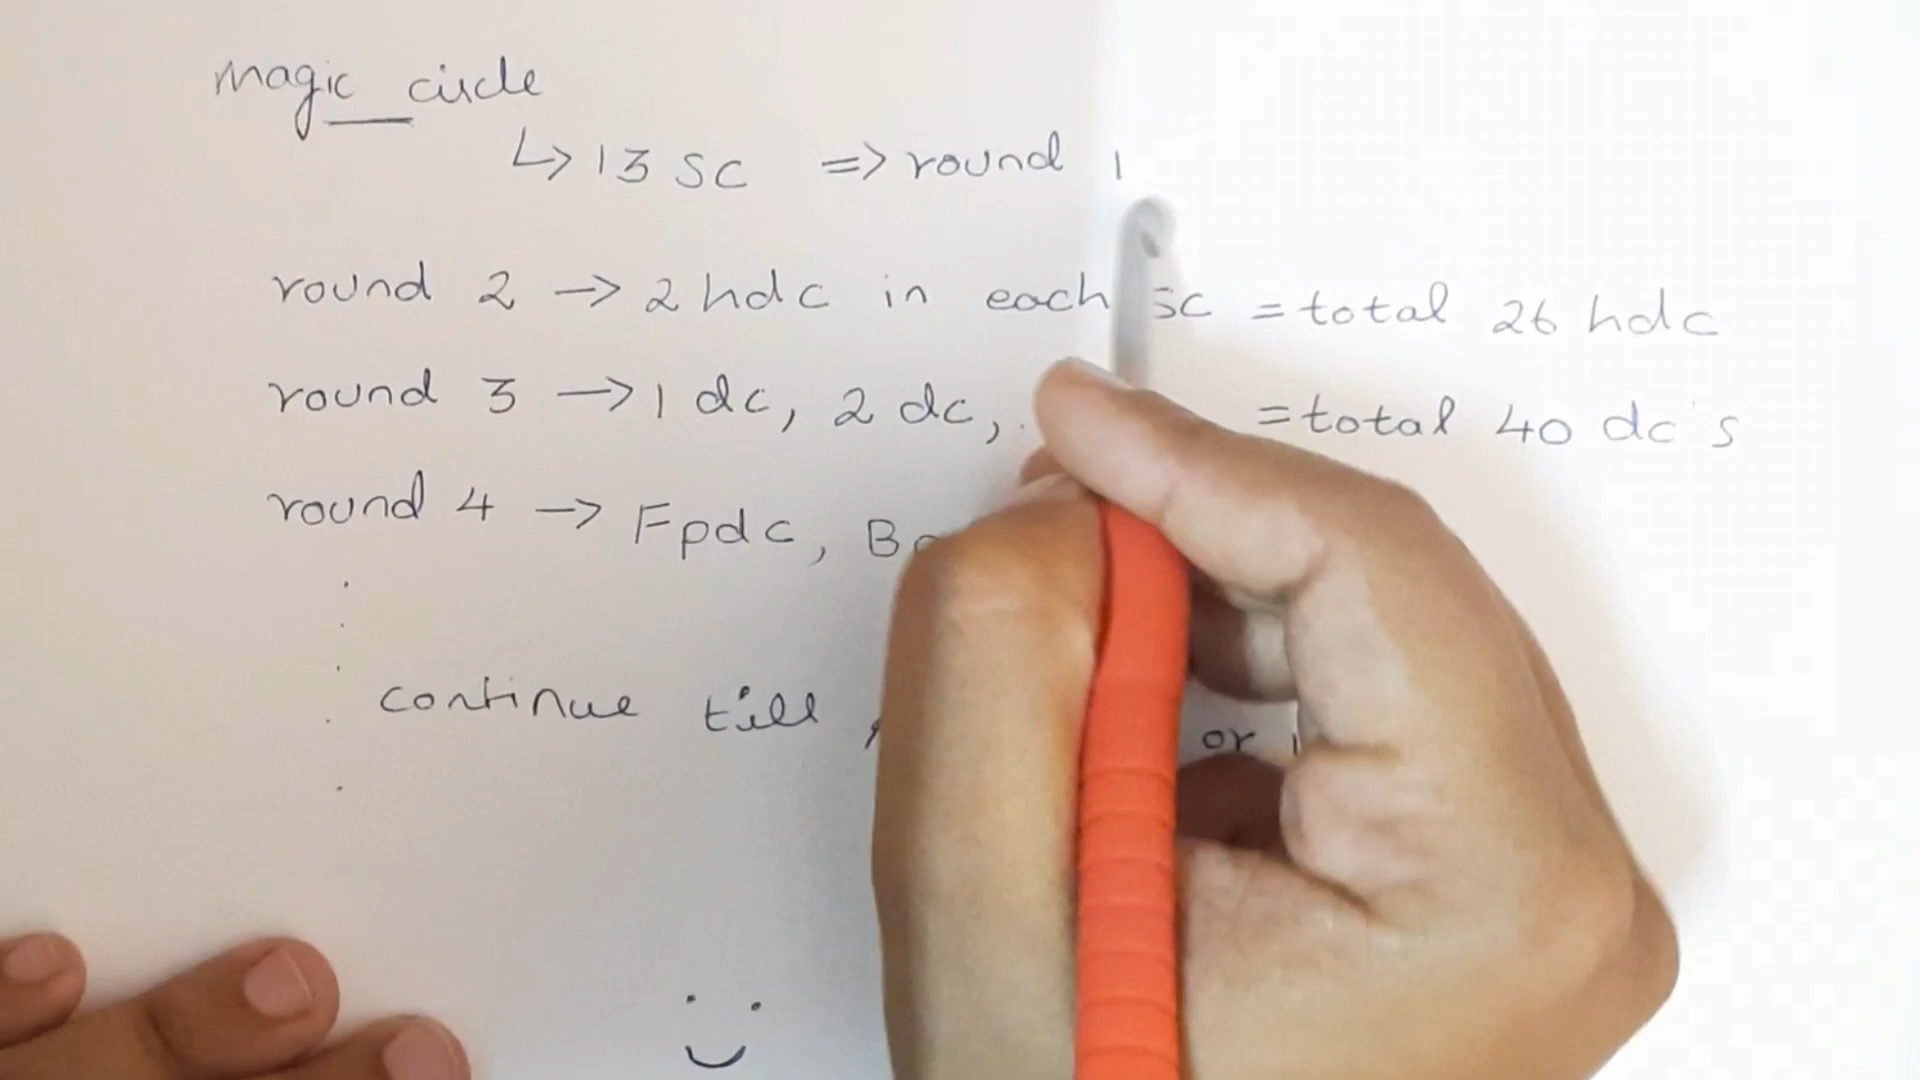 magic circle
↳ 13 SC => round 1
round 2 → 2 hdc in each sc = total 26 hdc
round 3 → 1 dc, 2 dc, = total 40 dc's
round 4 → Fpdc,
continue till or